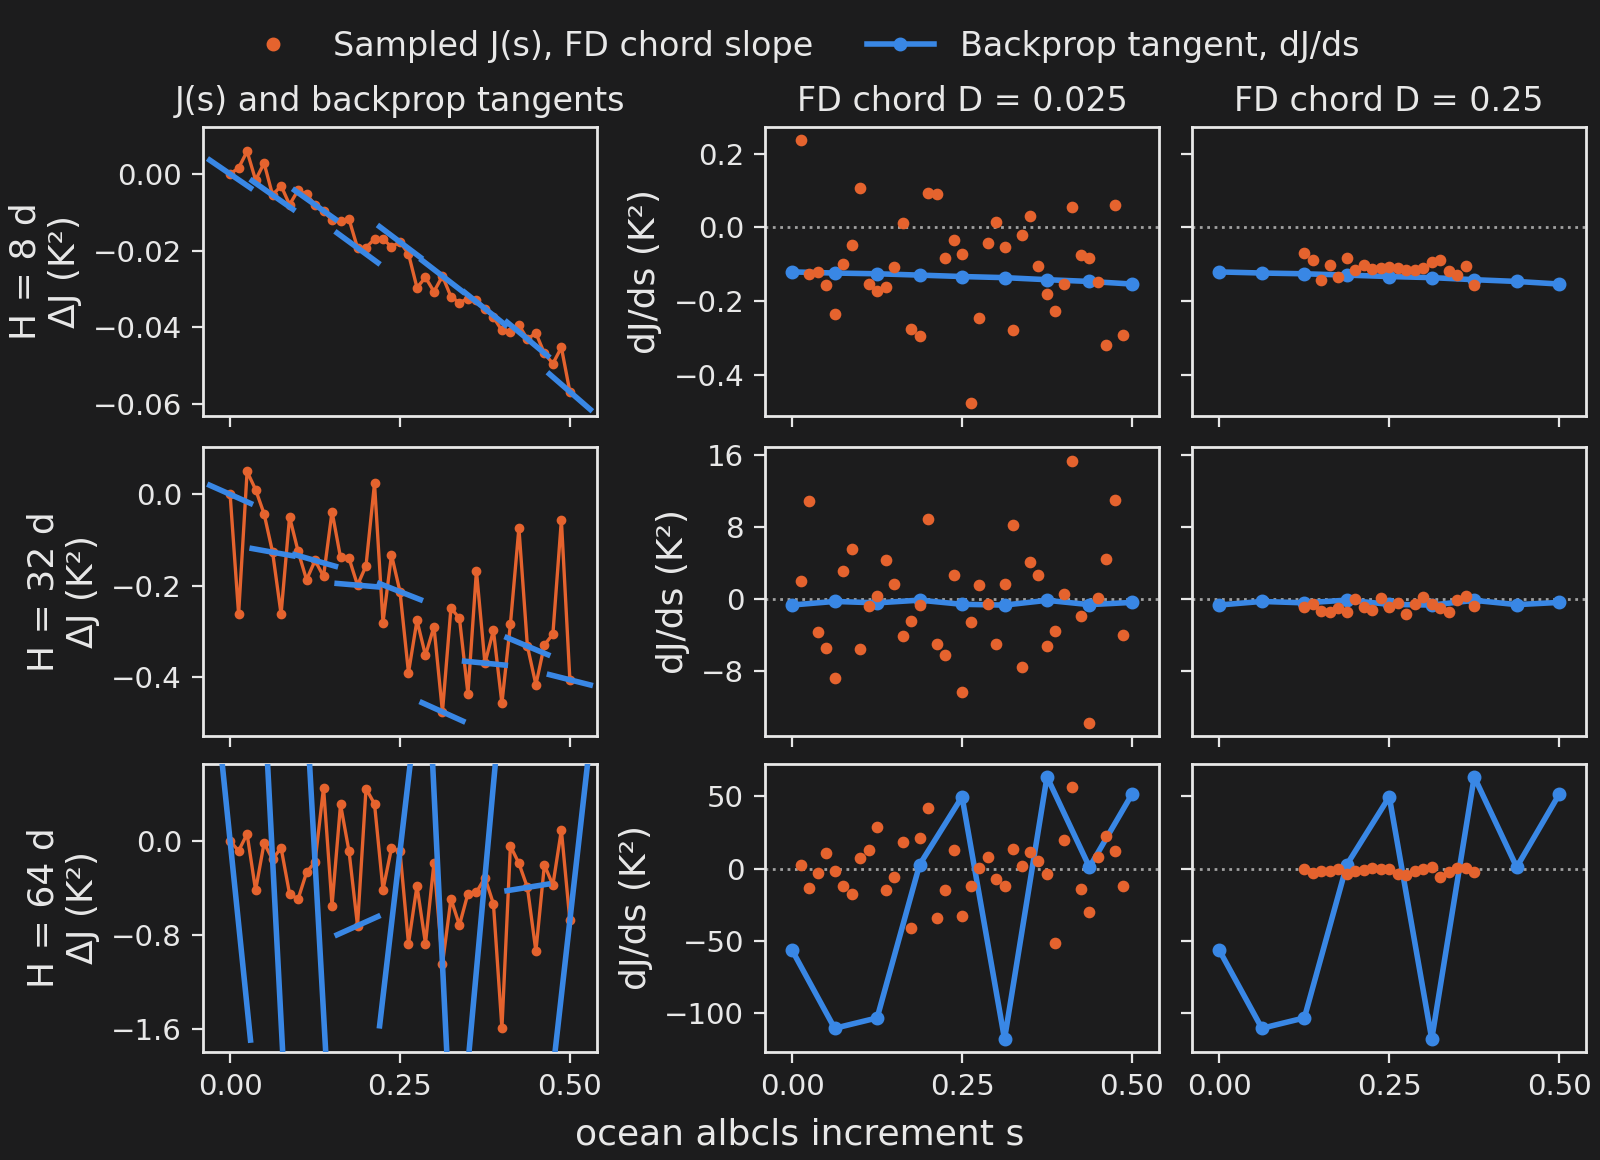 Sampled J(s), FD chord slope
Backprop tangent, dJ/ds
J(s) and backprop tangents
FD chord D = 0.025
FD chord D = 0.25
H = 8 d
ΔJ (K²)
0.00
−0.02
−0.04
−0.06
dJ/ds (K²)
0.2
0.0
−0.2
−0.4
H = 32 d
ΔJ (K²)
0.0
−0.2
−0.4
dJ/ds (K²)
16
8
0
−8
H = 64 d
ΔJ (K²)
0.0
−0.8
−1.6
dJ/ds (K²)
50
0
−50
−100
0.00 0.25 0.50
0.00 0.25 0.50
0.00 0.25 0.50
ocean albcls increment s